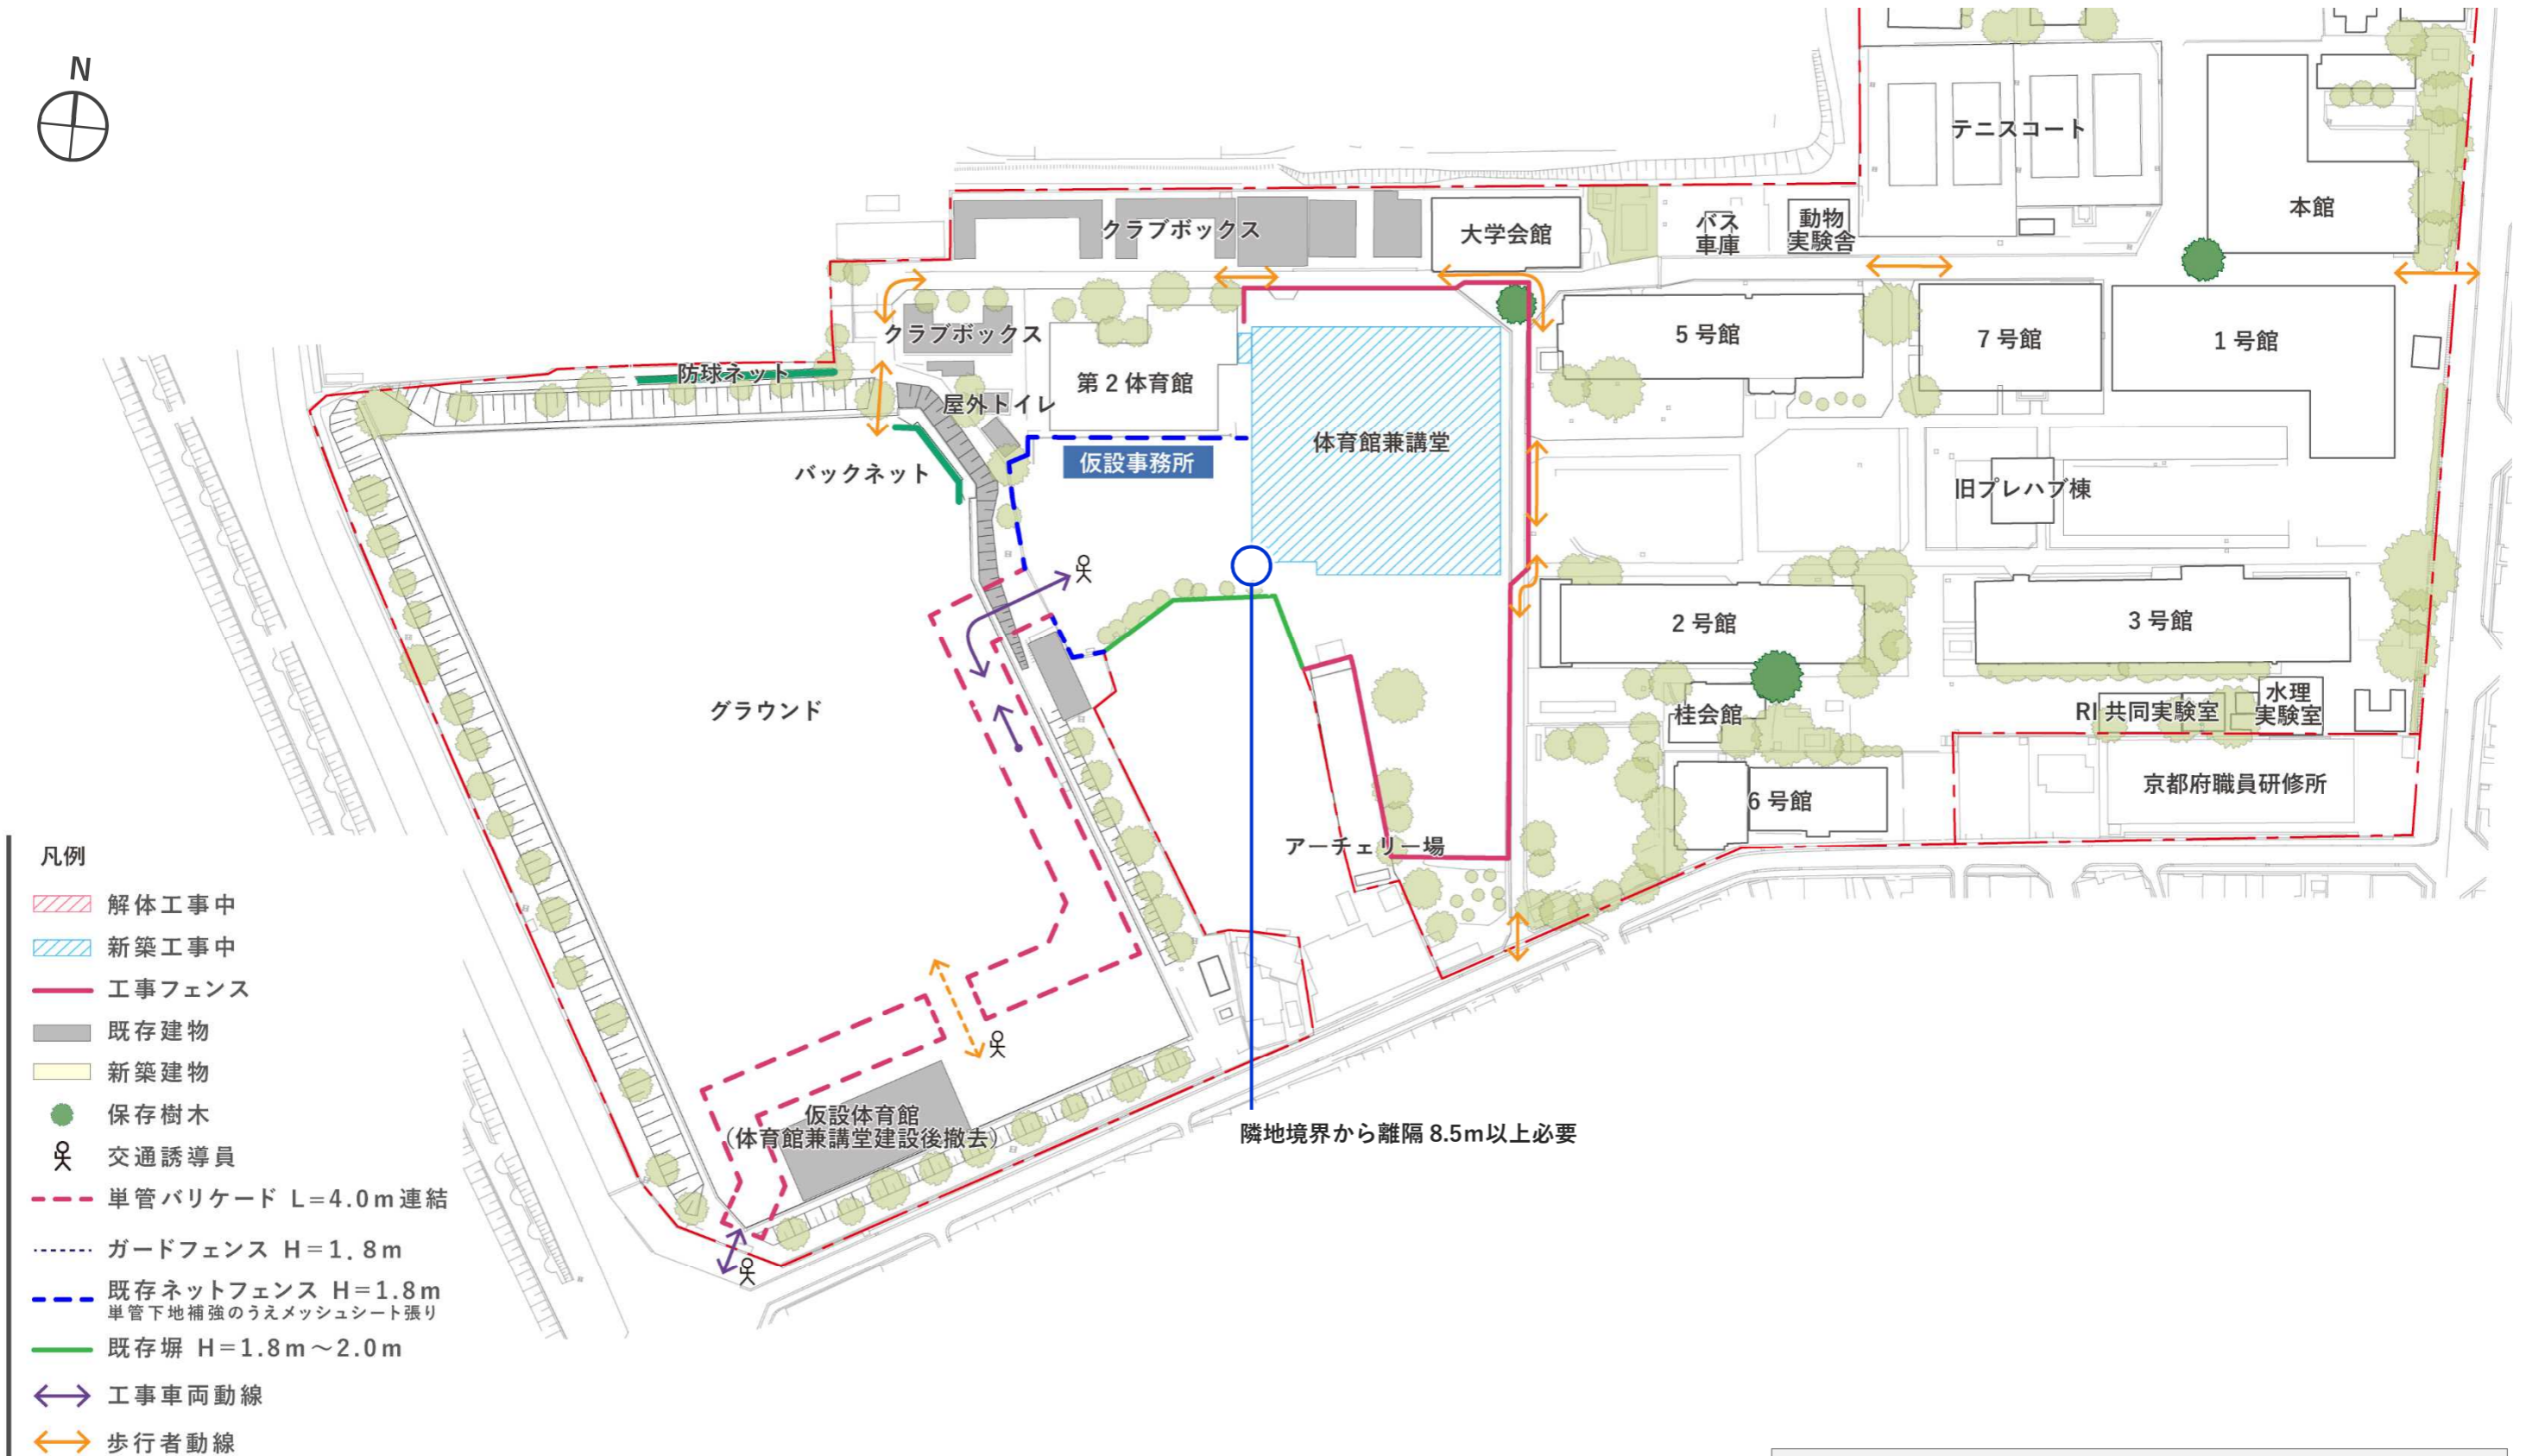 N
テニスコート
本館
クラブボックス
大学会館
バス
車庫
動物
実験舎
クラブボックス
5号館
7号館
1号館
防球ネット
第2体育館
屋外トイレ
体育館兼講堂
バックネット
仮設事務所
旧プレハブ棟
2号館
3号館
グラウンド
桂会館
RI共同実験室
水理
実験室
京都府職員研修所
6号館
アーチェリー場
仮設体育館
(体育館兼講堂建設後撤去)
隣地境界から離隔8.5m以上必要
凡例
解体工事中
新築工事中
工事フェンス
既存建物
新築建物
保存樹木
交通誘導員
単管バリケード L=4.0m連結
ガードフェンス H=1.8m
既存ネットフェンス H=1.8m
単管下地補強のうえメッシュシート張り
既存塀 H=1.8m～2.0m
工事車両動線
歩行者動線